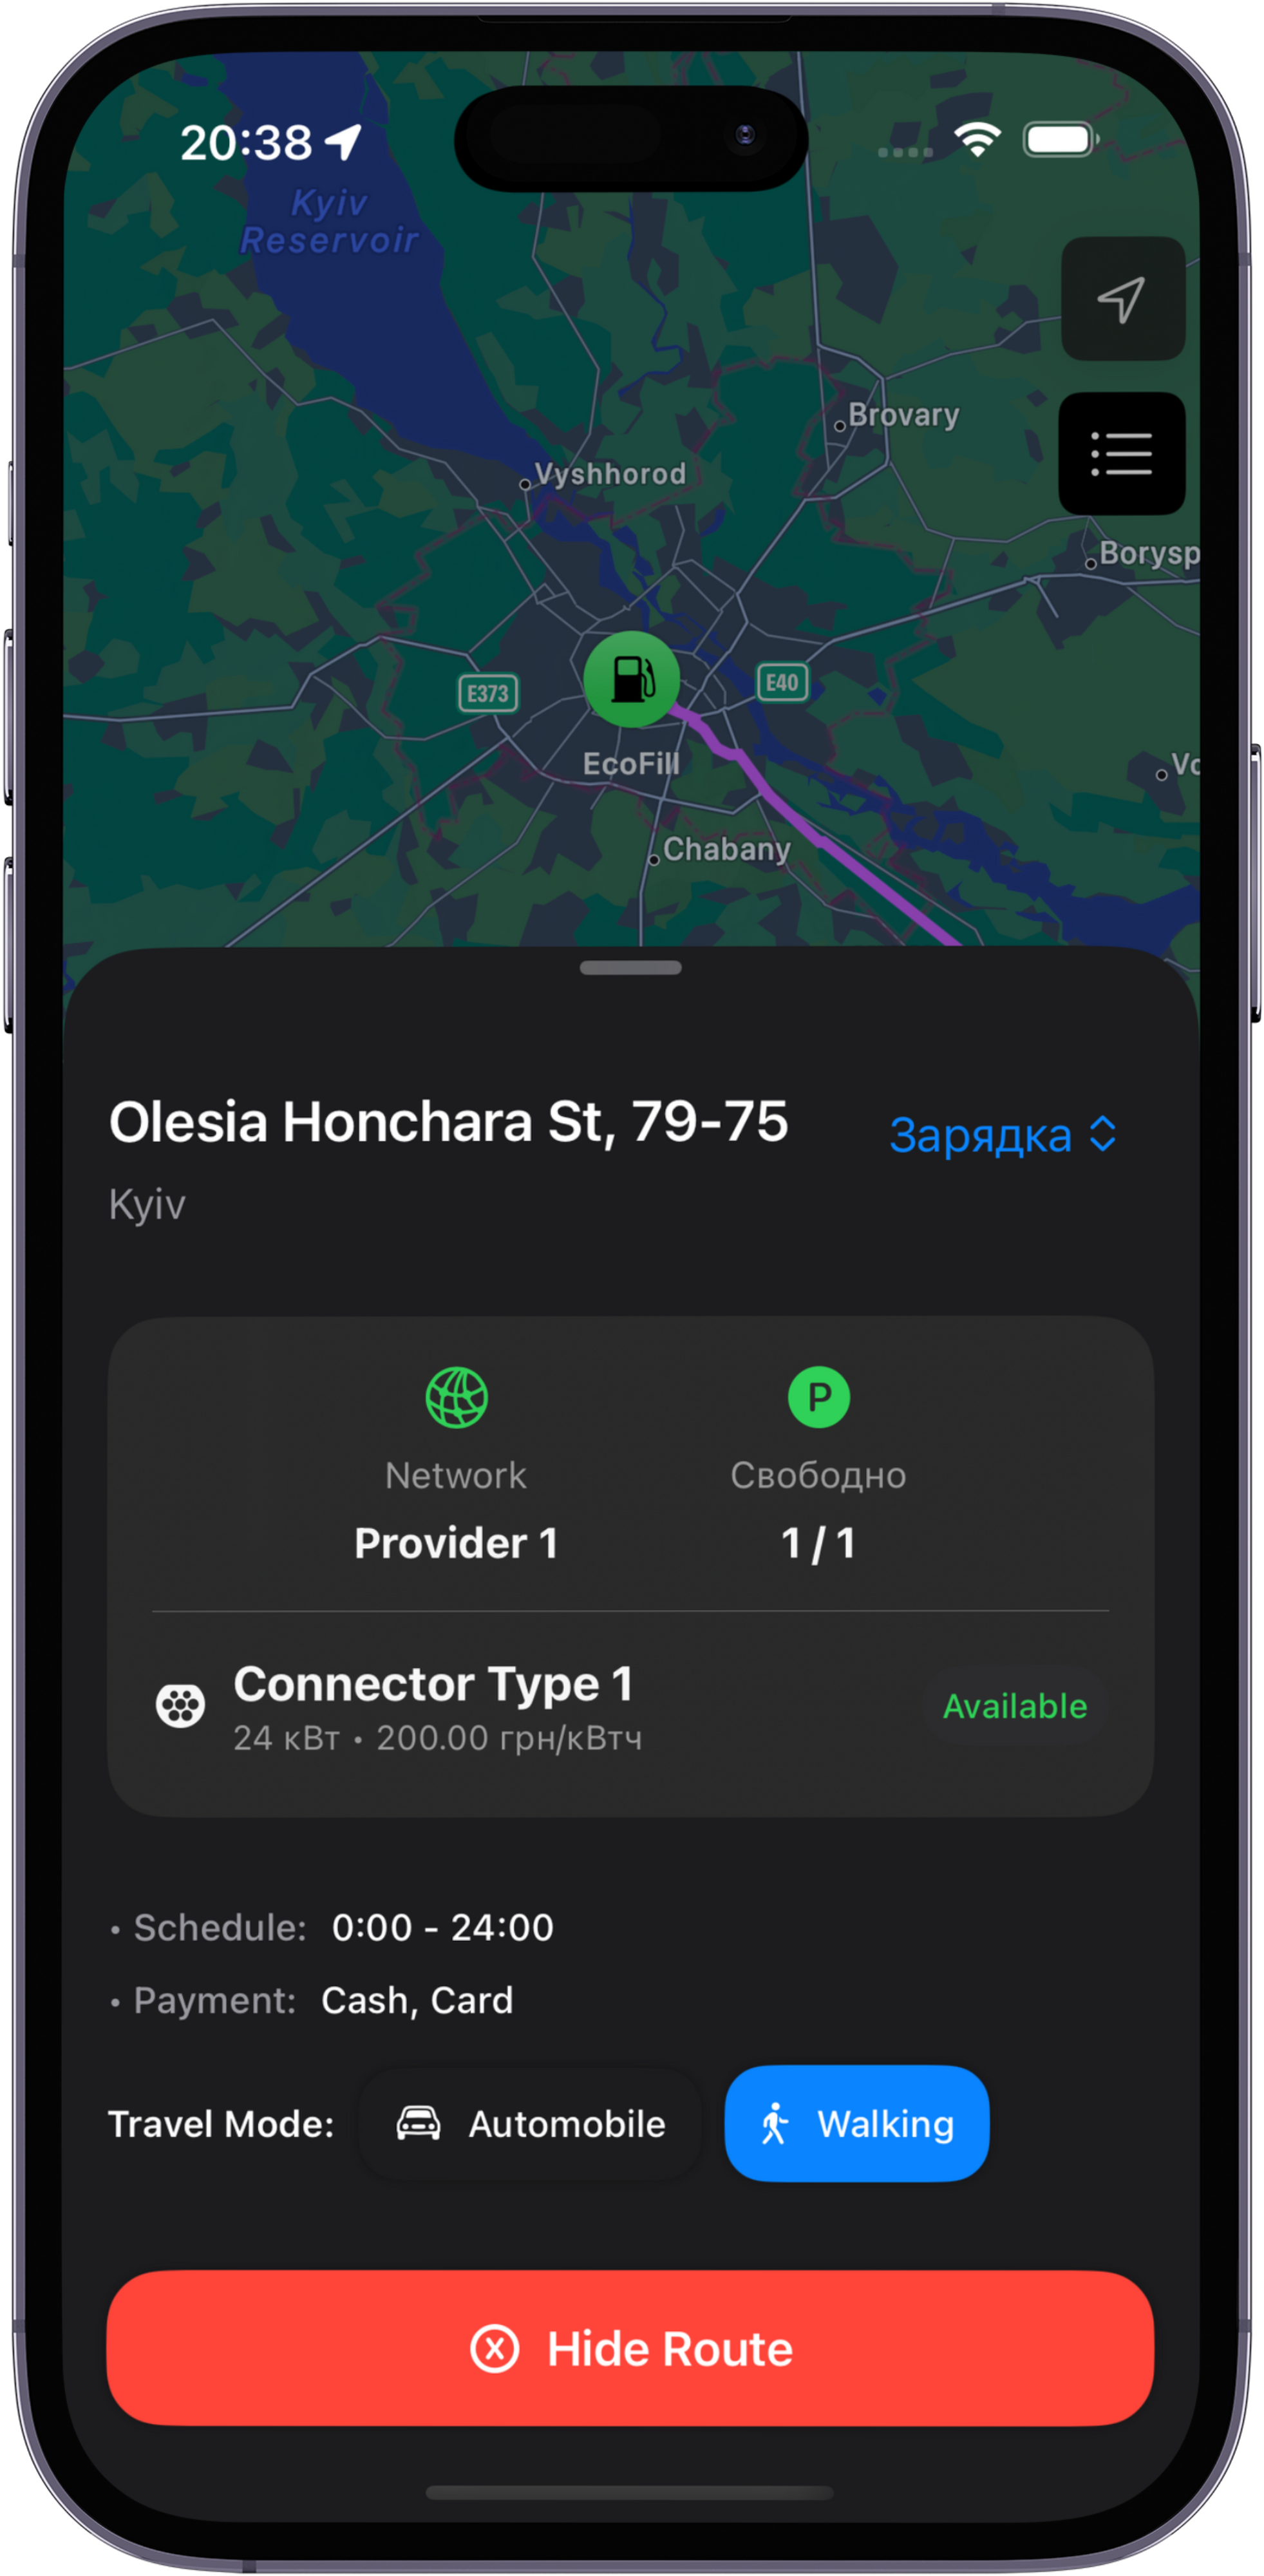 20:38
Kyiv
Reservoir
Brovary
Vyshhorod
Borysp
E373
E40
EcoFill
Vo
Chabany
Olesia Honchara St, 79-75
Зарядка
Kyiv
P
Network
Свободно
Provider 1
1 / 1
Connector Type 1
24 кВт • 200.00 грн/кВтч
Available
• Schedule: 0:00 - 24:00
• Payment: Cash, Card
Travel Mode:
Automobile
Walking
Hide Route